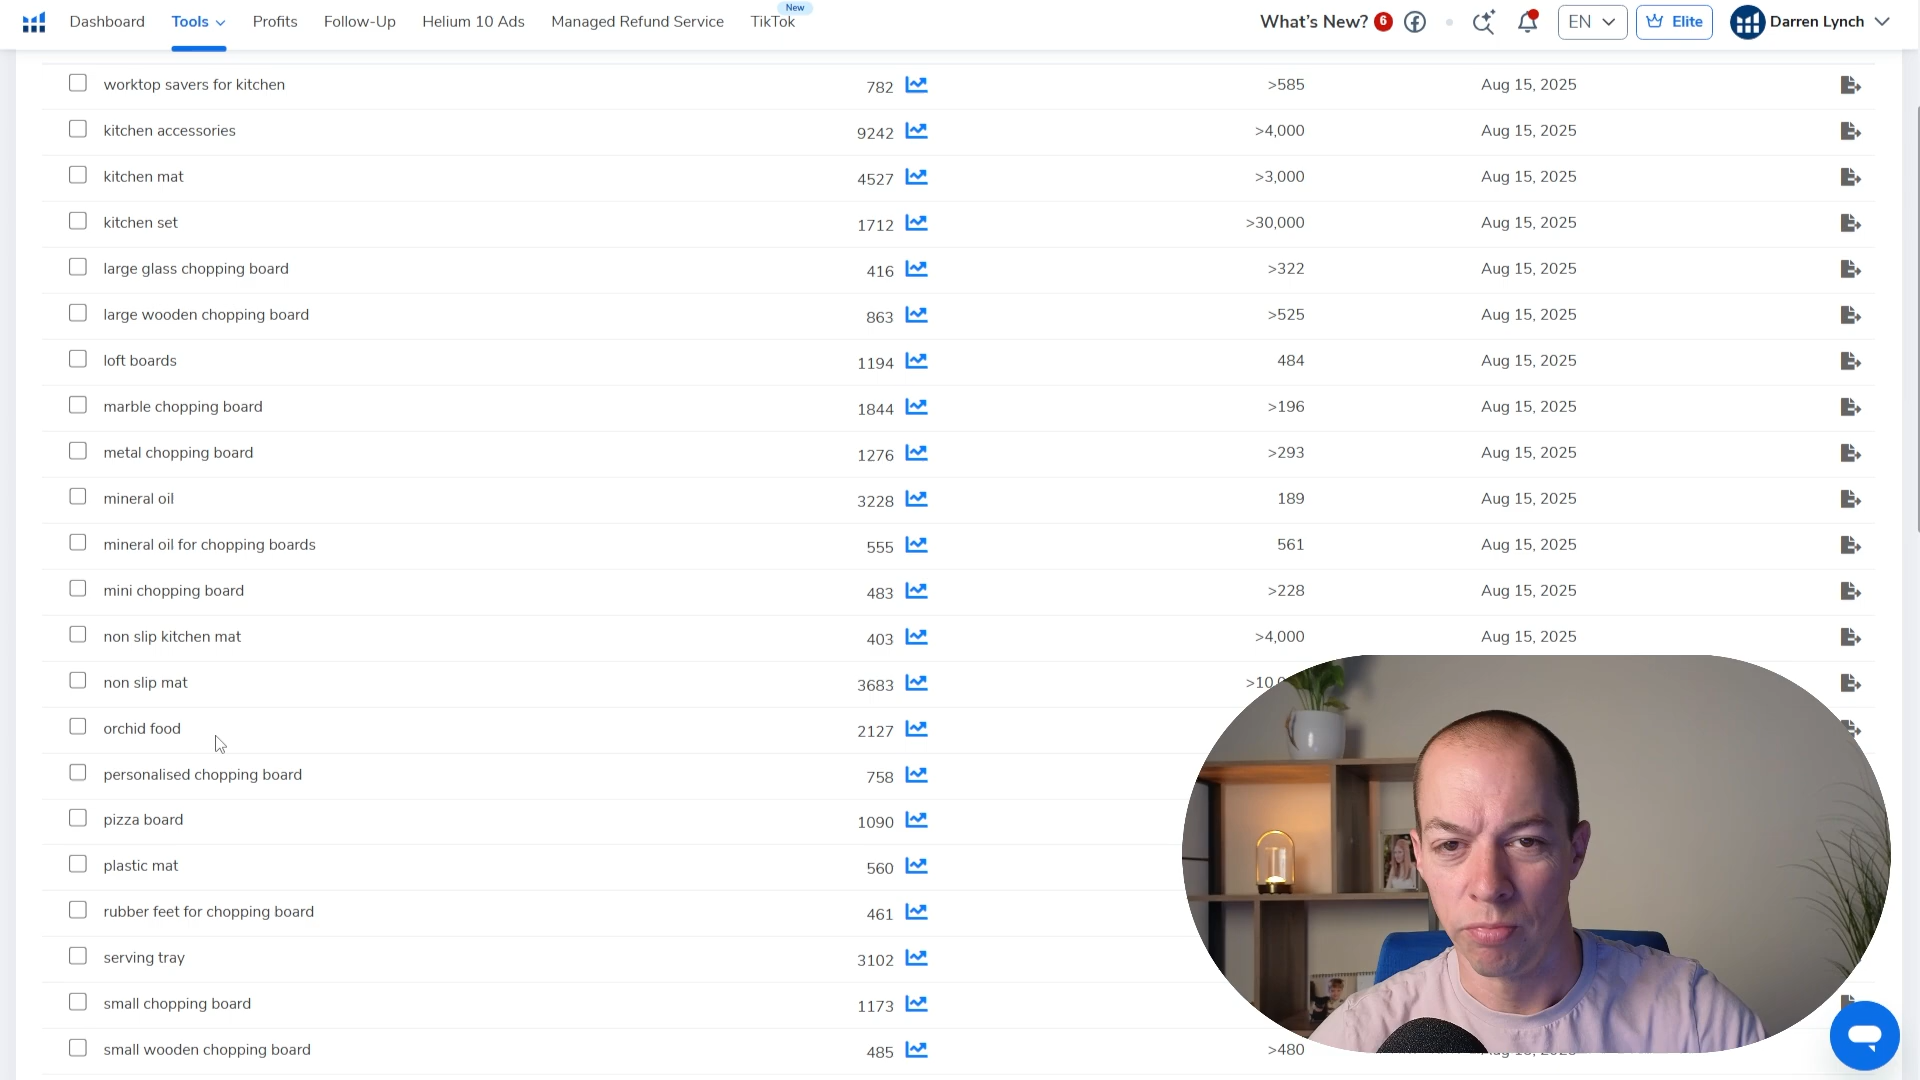 Dashboard Tools Profits Follow-Up Helium 10 Ads Managed Refund Service TikTok New What's New? 6 EN Elite Darren Lynch
worktop savers for kitchen 782 >585 Aug 15, 2025
kitchen accessories 9242 >4,000 Aug 15, 2025
kitchen mat 4527 >3,000 Aug 15, 2025
kitchen set 1712 >30,000 Aug 15, 2025
large glass chopping board 416 >322 Aug 15, 2025
large wooden chopping board 863 >525 Aug 15, 2025
loft boards 1194 484 Aug 15, 2025
marble chopping board 1844 >196 Aug 15, 2025
metal chopping board 1276 >293 Aug 15, 2025
mineral oil 3228 189 Aug 15, 2025
mineral oil for chopping boards 555 561 Aug 15, 2025
mini chopping board 483 >228 Aug 15, 2025
non slip kitchen mat 403 >4,000 Aug 15, 2025
non slip mat 3683
orchid food 2127
personalised chopping board 758
pizza board 1090
plastic mat 560
rubber feet for chopping board 461
serving tray 3102
small chopping board 1173
small wooden chopping board 485 >480